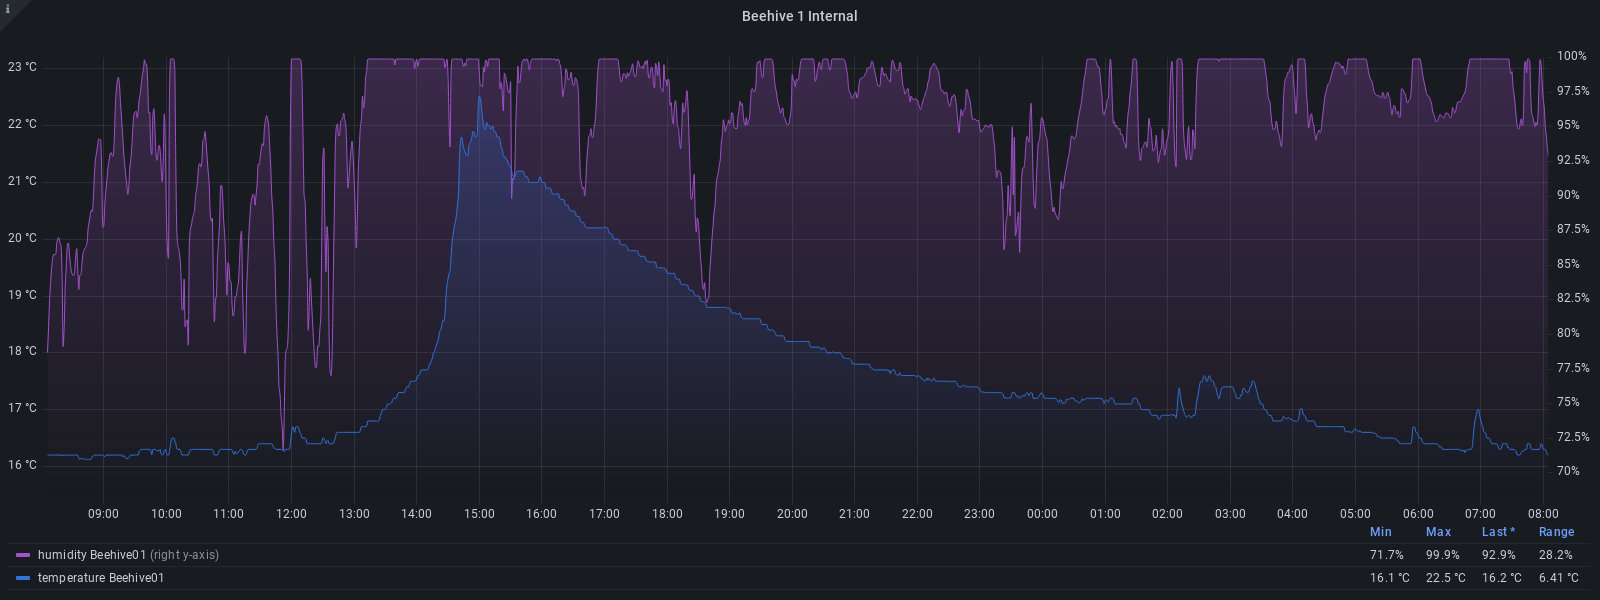 i
Beehive 1 Internal
23 °C
22 °C
21 °C
20 °C
19 °C
18 °C
17 °C
16 °C
100%
97.5%
95%
92.5%
90%
87.5%
85%
82.5%
80%
77.5%
75%
72.5%
70%
09:00 10:00 11:00 12:00 13:00 14:00 15:00 16:00 17:00 18:00 19:00 20:00 21:00 22:00 23:00 00:00 01:00 02:00 03:00 04:00 05:00 06:00 07:00 08:00
Min Max Last * Range
humidity Beehive01 (right y-axis) 71.7% 99.9% 92.9% 28.2%
temperature Beehive01 16.1 °C 22.5 °C 16.2 °C 6.41 °C